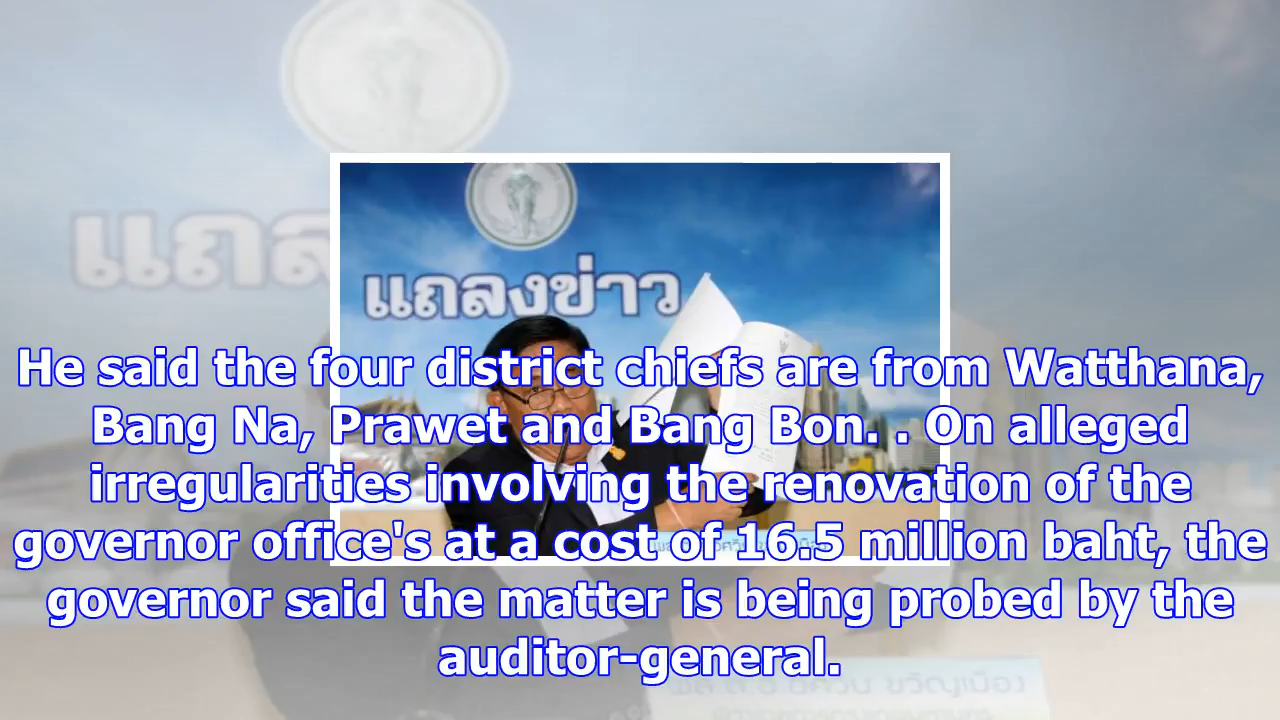 แถลงข่าว
He said the four district chiefs are from Watthana,
Bang Na, Prawet and Bang Bon. . On alleged
irregularities involving the renovation of the
governor office's at a cost of 16.5 million baht, the
governor said the matter is being probed by the
auditor-general.